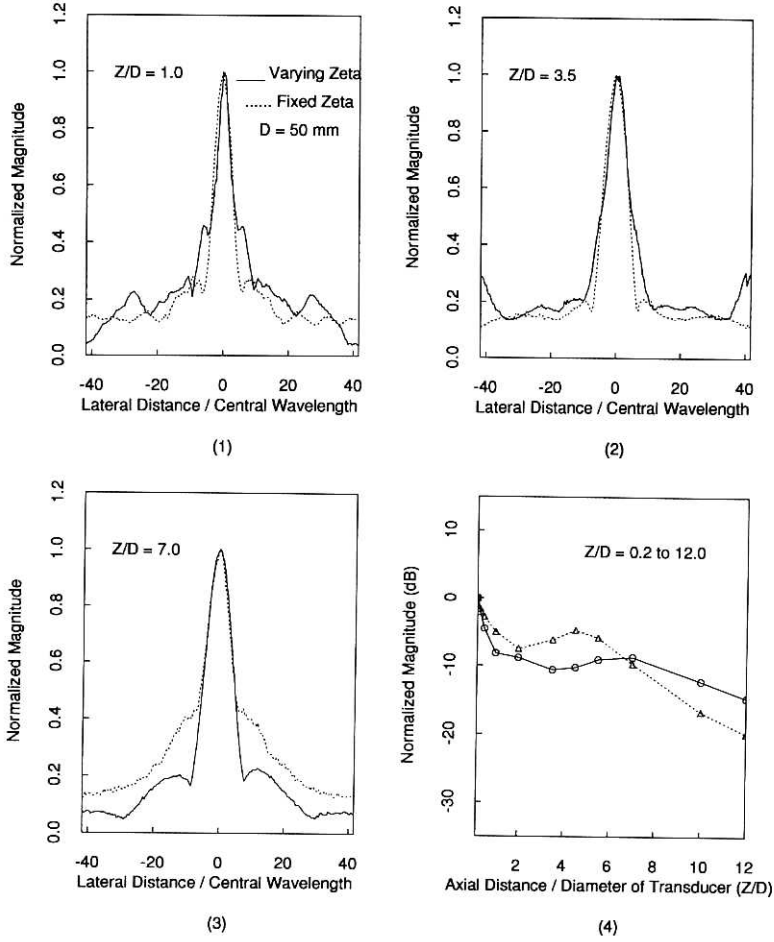 1.2
1.0
0.8
0.6
0.4
0.2
0.0
Normalized Magnitude
Z/D = 1.0
Varying Zeta
Fixed Zeta
D = 50 mm
-40 -20 0 20 40
Lateral Distance / Central Wavelength
(1)
1.2
1.0
0.8
0.6
0.4
0.2
0.0
Normalized Magnitude
Z/D = 3.5
-40 -20 0 20 40
Lateral Distance / Central Wavelength
(2)
1.2
1.0
0.8
0.6
0.4
0.2
0.0
Normalized Magnitude
Z/D = 7.0
-40 -20 0 20 40
Lateral Distance / Central Wavelength
(3)
10
0
-10
-20
-30
Normalized Magnitude (dB)
Z/D = 0.2 to 12.0
2 4 6 8 10 12
Axial Distance / Diameter of Transducer (Z/D)
(4)